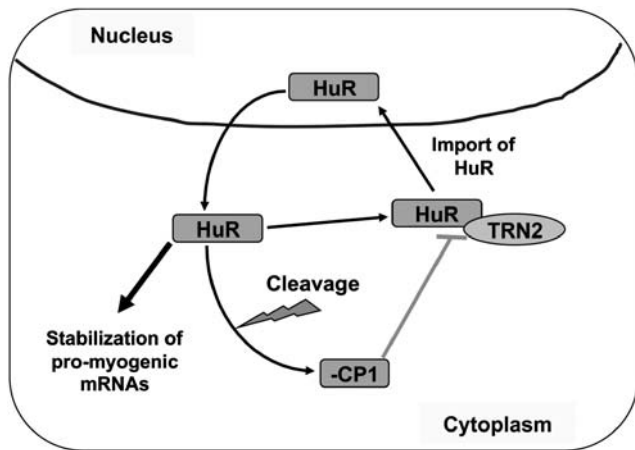 Nucleus
HuR
Import of
HuR
HuR
HuR
TRN2
Cleavage
Stabilization of
pro-myogenic
mRNAs
-CP1
Cytoplasm